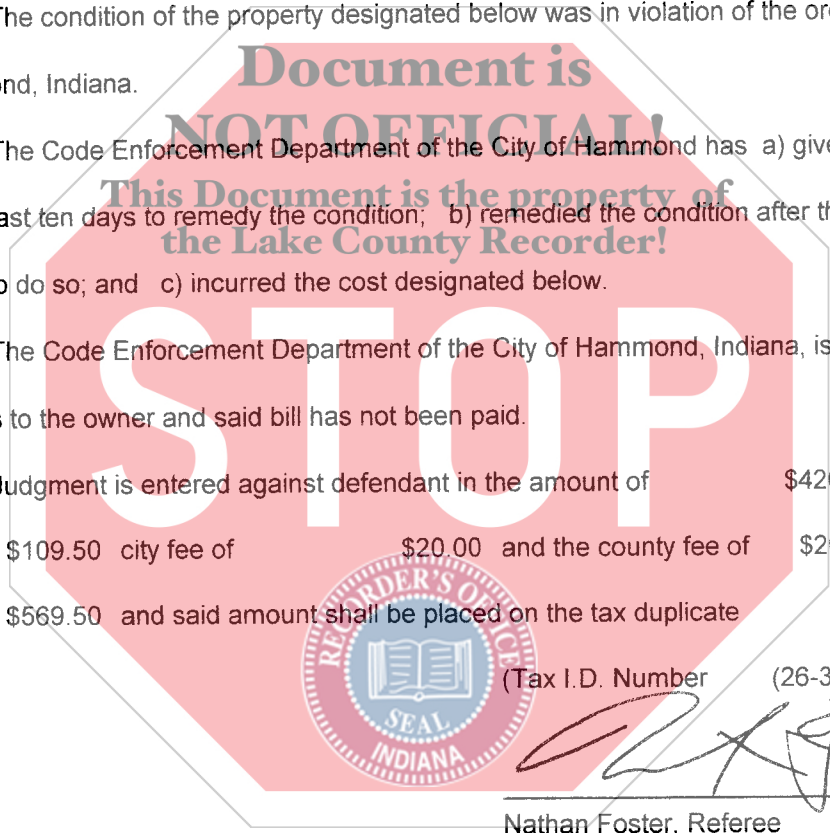 The condition of the property designated below was in violation of the or
Document is
nd, Indiana.
NOT OFFICIAL!
The Code Enforcement Department of the City of Hammond has a) give
This Document is the property of
ast ten days to remedy the condition; b) remedied the condition after th
the Lake County Recorder!
o do so; and c) incurred the cost designated below.
STOP
The Code Enforcement Department of the City of Hammond, Indiana, is
s to the owner and said bill has not been paid.
Judgment is entered against defendant in the amount of $420
$109.50 city fee of $20.00 and the county fee of $2
$569.50 and said amount shall be placed on the tax duplicate
RECORDER'S OFFICE
SEAL
INDIANA
(Tax I.D. Number (26-3
Nathan Foster, Referee